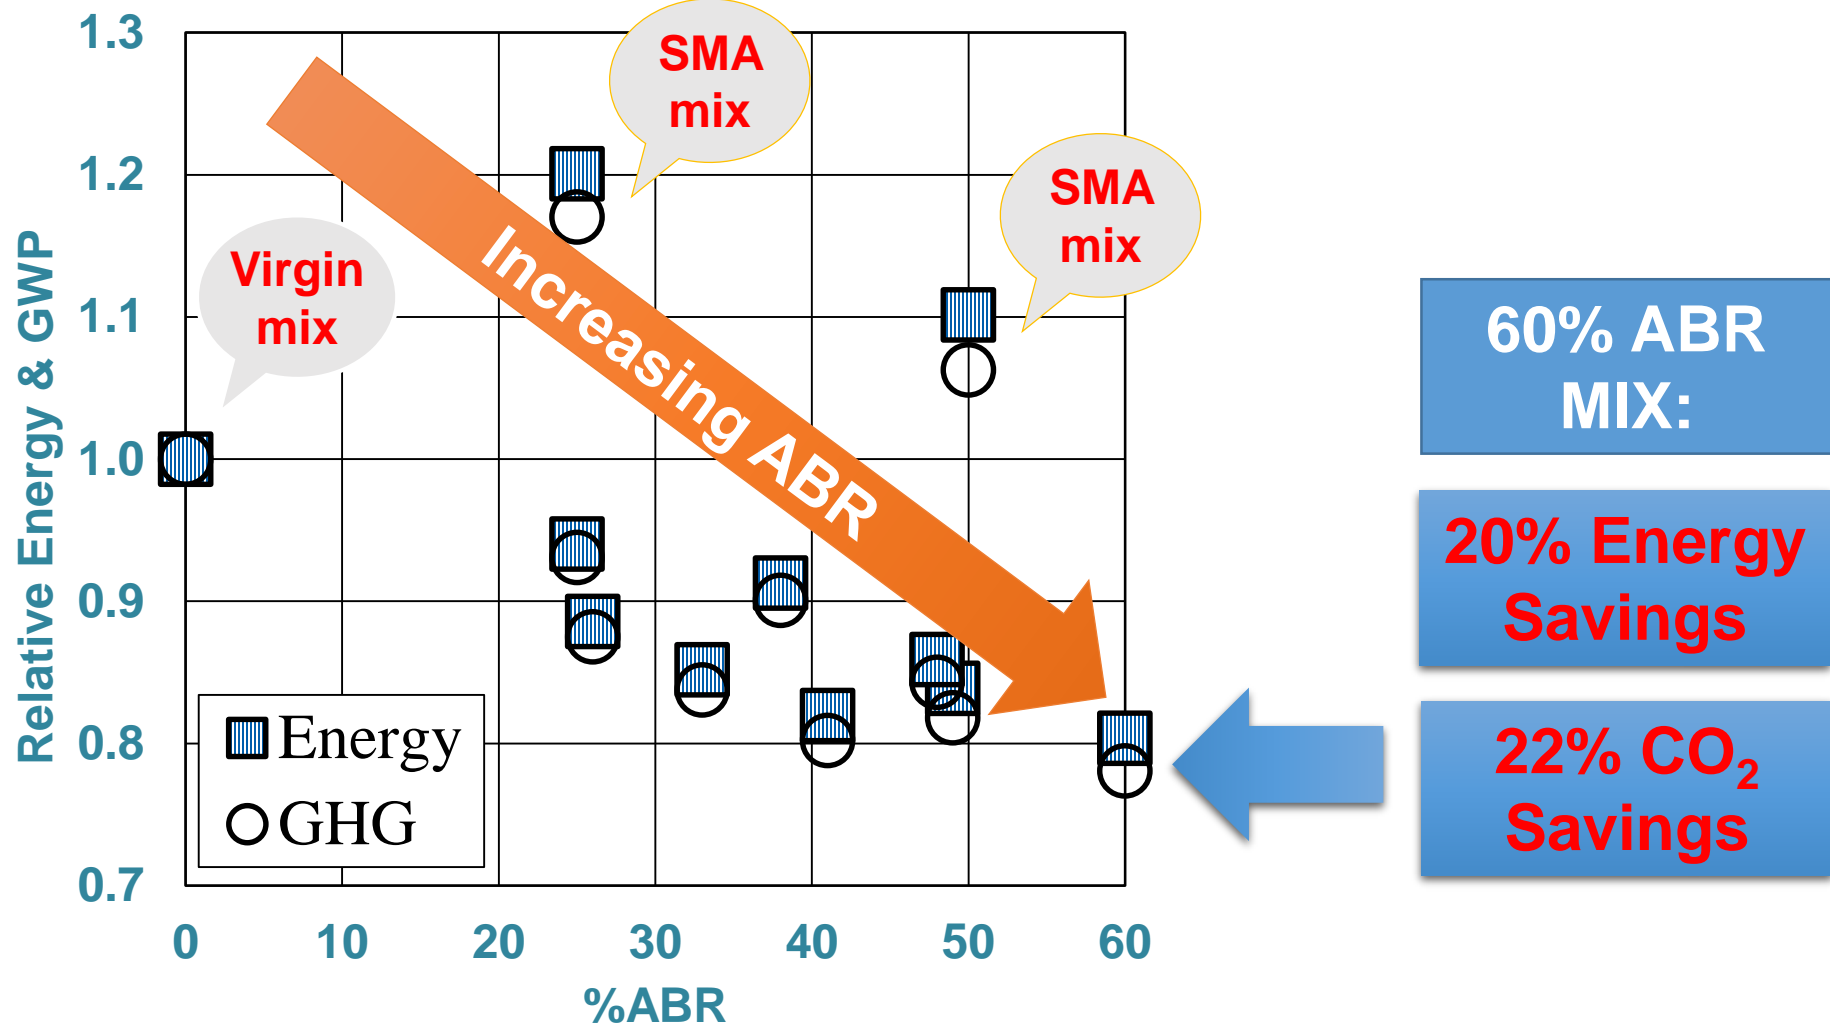 1.3
1.2
1.1
1.0
0.9
0.8
0.7
Relative Energy & GWP
0
10
20
30
40
50
60
%ABR
Virgin
mix
SMA
mix
SMA
mix
Increasing ABR
Energy
GHG
60% ABR
MIX:
20% Energy
Savings
22% CO₂
Savings